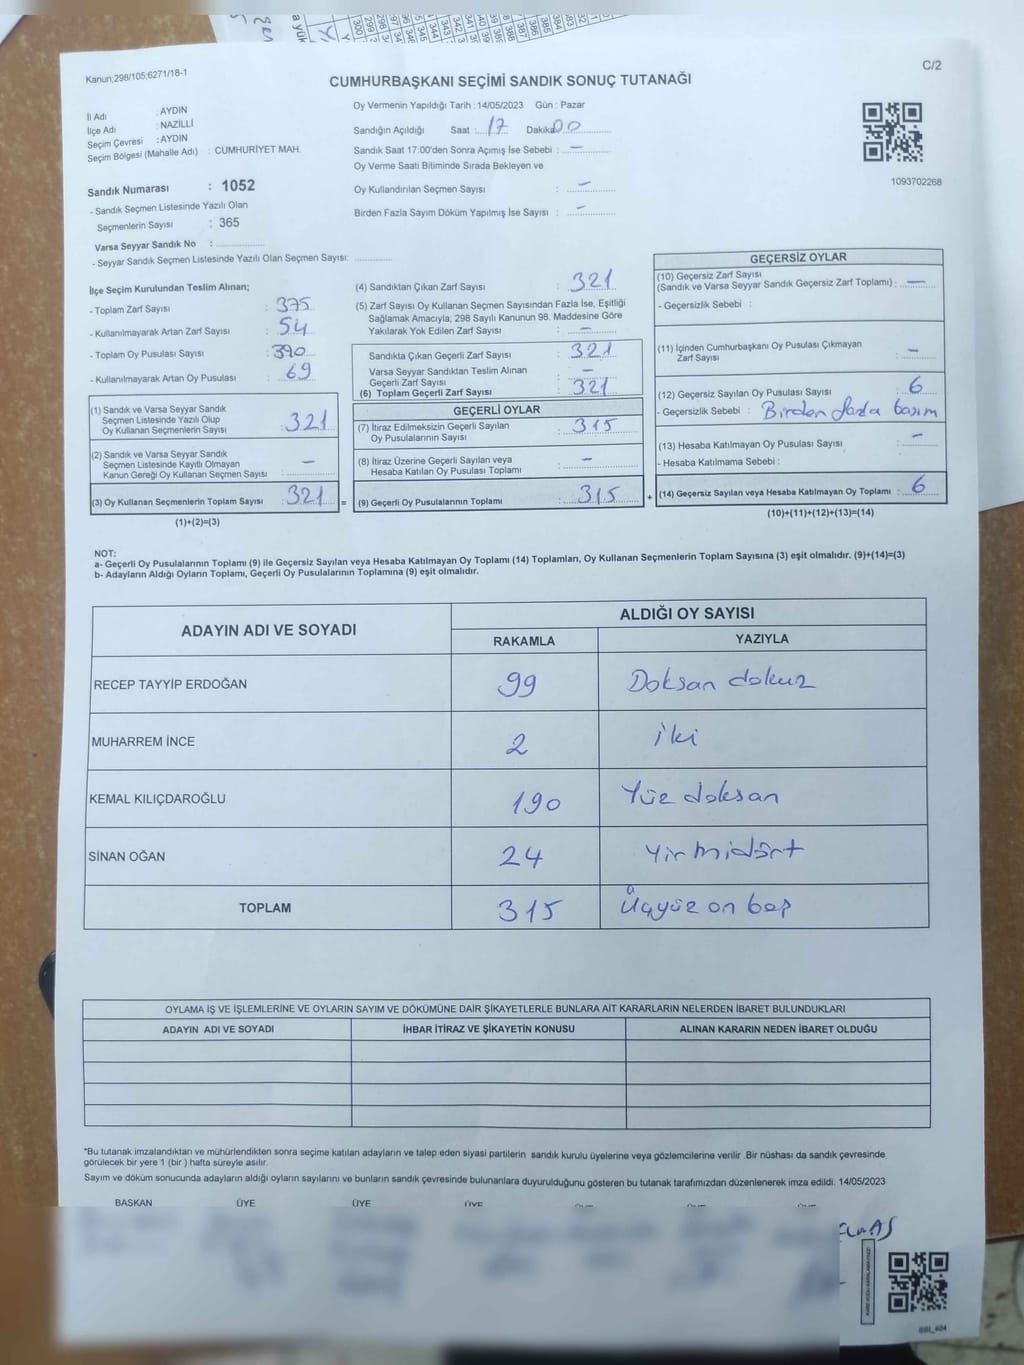 Kanun;298/105;6271/18-1
C/2
CUMHURBAŞKANI SEÇİMİ SANDIK SONUÇ TUTANAĞI
İl Adı : AYDIN
İlçe Adı : NAZİLLİ
Seçim Çevresi : AYDIN
Seçim Bölgesi (Mahalle Adı) : CUMHURİYET MAH.
Sandık Numarası : 1052
- Sandık Seçmen Listesinde Yazılı Olan
Seçmenlerin Sayısı : 365
Varsa Seyyar Sandık No :
- Seyyar Sandık Seçmen Listesinde Yazılı Olan Seçmen Sayısı:
Oy Vermenin Yapıldığı Tarih : 14/05/2023 Gün : Pazar
Sandığın Açıldığı Saat : 17 Dakika 00
Sandık Saat 17:00'den Sonra Açımış İse Sebebi : —
Oy Verme Saati Bitiminde Sırada Bekleyen ve
Oy Kullandırılan Seçmen Sayısı : —
Birden Fazla Sayım Döküm Yapılmış İse Sayısı : —
1093702268
İlçe Seçim Kurulundan Teslim Alınan;
- Toplam Zarf Sayısı : 375
- Kullanılmayarak Artan Zarf Sayısı : 54
- Toplam Oy Pusulası Sayısı : 390
- Kullanılmayarak Artan Oy Pusulası : 69
(1) Sandık ve Varsa Seyyar Sandık
Seçmen Listesinde Yazılı Olup
Oy Kullanan Seçmenlerin Sayısı : 321
(2) Sandık ve Varsa Seyyar Sandık
Seçmen Listesinde Kayıtlı Olmayan
Kanun Gereği Oy Kullanan Seçmen Sayısı : —
(3) Oy Kullanan Seçmenlerin Toplam Sayısı : 321 =
(1)+(2)=(3)
(4) Sandıktan Çıkan Zarf Sayısı : 321
(5) Zarf Sayısı Oy Kullanan Seçmen Sayısından Fazla İse, Eşitliği
Sağlamak Amacıyla, 298 Sayılı Kanunun 98. Maddesine Göre
Yakılarak Yok Edilen Zarf Sayısı : —
Sandıkta Çıkan Geçerli Zarf Sayısı : 321
Varsa Seyyar Sandıktan Teslim Alınan
Geçerli Zarf Sayısı : —
(6) Toplam Geçerli Zarf Sayısı : 321
GEÇERLİ OYLAR
(7) İtiraz Edilmeksizin Geçerli Sayılan
Oy Pusulalarının Sayısı : 315
(8) İtiraz Üzerine Geçerli Sayılan veya
Hesaba Katılan Oy Pusulası Toplamı : —
(9) Geçerli Oy Pusulalarının Toplamı : 315 +
GEÇERSİZ OYLAR
(10) Geçersiz Zarf Sayısı
(Sandık ve Varsa Seyyar Sandık Geçersiz Zarf Toplamı) : —
- Geçersizlik Sebebi :
(11) İçinden Cumhurbaşkanı Oy Pusulası Çıkmayan
Zarf Sayısı : —
(12) Geçersiz Sayılan Oy Pusulası Sayısı : 6
- Geçersizlik Sebebi : Birden fazla basım
(13) Hesaba Katılmayan Oy Pusulası Sayısı : —
- Hesaba Katılmama Sebebi :
(14) Geçersiz Sayılan veya Hesaba Katılmayan Oy Toplamı : 6
(10)+(11)+(12)+(13)=(14)
NOT:
a- Geçerli Oy Pusulalarının Toplamı (9) ile Geçersiz Sayılan veya Hesaba Katılmayan Oy Toplamı (14) Toplamları, Oy Kullanan Seçmenlerin Toplam Sayısına (3) eşit olmalıdır. (9)+(14)=(3)
b- Adayların Aldığı Oyların Toplamı, Geçerli Oy Pusulalarının Toplamına (9) eşit olmalıdır.
ADAYIN ADI VE SOYADI ALDIĞI OY SAYISI
RAKAMLA YAZIYLA
RECEP TAYYİP ERDOĞAN 99 Doksan dokuz
MUHARREM İNCE 2 iki
KEMAL KILIÇDAROĞLU 190 Yüz doksan
SİNAN OĞAN 24 Yirmidört
TOPLAM 315 Üçyüz on beş
OYLAMA İŞ VE İŞLEMLERİNE VE OYLARIN SAYIM VE DÖKÜMÜNE DAİR ŞİKAYETLERLE BUNLARA AİT KARARLARIN NELERDEN İBARET BULUNDUKLARI
ADAYIN ADI VE SOYADI İHBAR İTİRAZ VE ŞİKAYETİN KONUSU ALINAN KARARIN NEDEN İBARET OLDUĞU
*Bu tutanak imzalandıktan ve mühürlendikten sonra seçime katılan adayların ve talep eden siyasi partilerin sandık kurulu üyelerine veya gözlemcilerine verilir .Bir nüshası da sandık çevresinde
görülecek bir yere 1 (bir ) hafta süreyle asılır.
Sayım ve döküm sonucunda adayların aldığı oyların sayılarını ve bunların sandık çevresinde bulunanlara duyurulduğunu gösteren bu tutanak tarafımızdan düzenlenerek imza edildi. 14/05/2023
BAŞKAN ÜYE ÜYE ÜYE